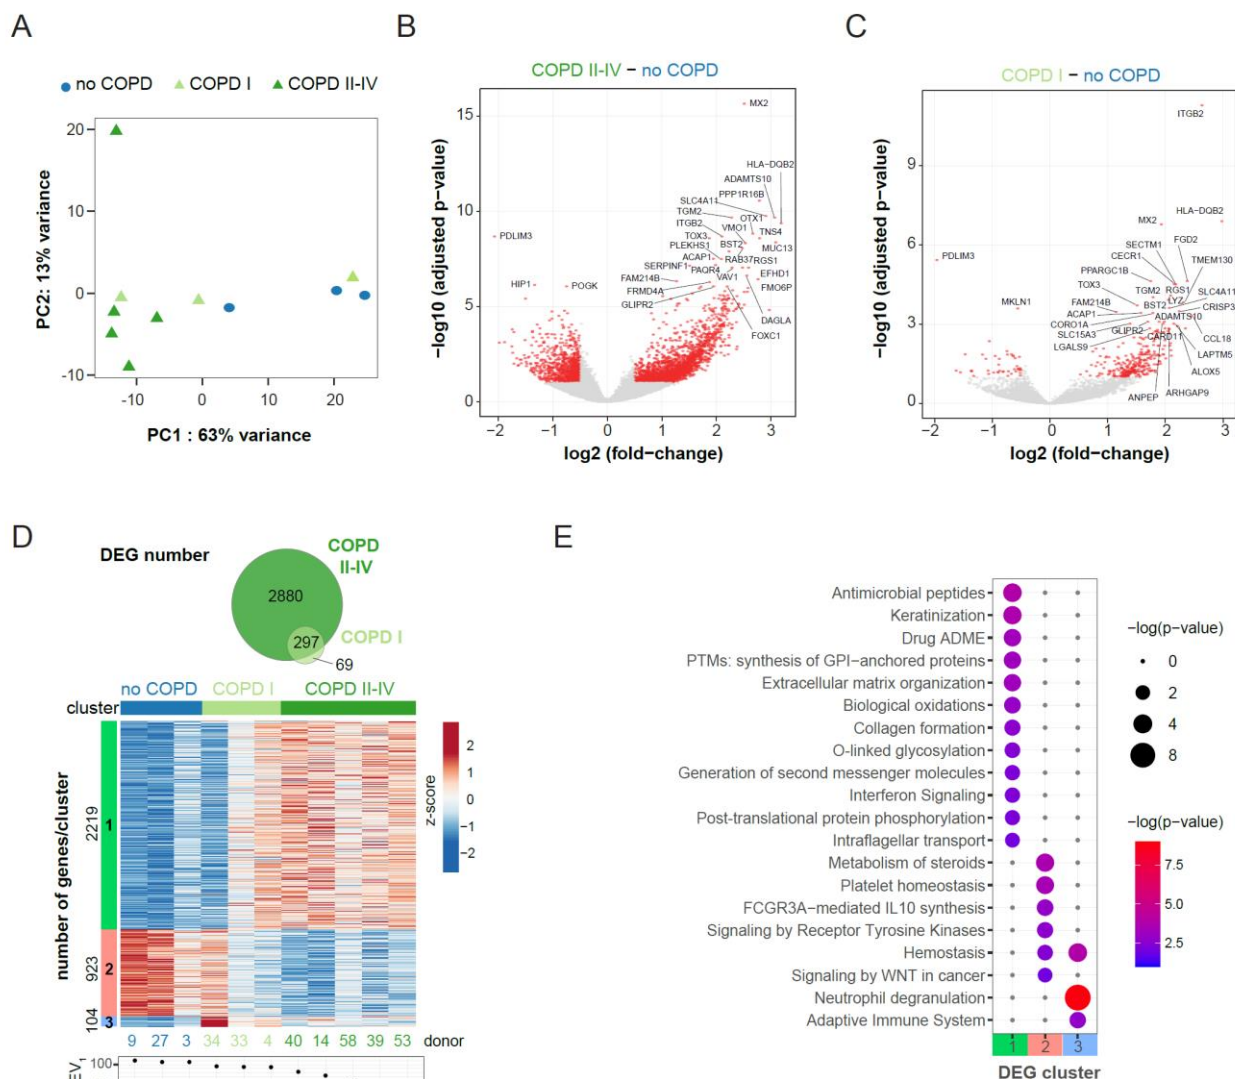 A
no COPD COPD I COPD II-IV
PC2: 13% variance
20
0
-10
-10 0 20
PC1 : 63% variance
B
COPD II-IV − no COPD
−log10 (adjusted p−value)
15
10
5
0
MX2
HLA−DQB2
ADAMTS10
PPP1R16B
SLC4A11
TGM2
OTX1
ITGB2
VMO1
TNS4
TOX3
BST2
PLEKHS1
MUC13
ACAP1
RAB37
RGS1
SERPINF1
PAQR4
EFHD1
FAM214B
VAV1
FMO6P
FRMD4A
GLIPR2
DAGLA
FOXC1
PDLIM3
HIP1
POGK
−2 −1 0 1 2 3
log2 (fold−change)
C
COPD I − no COPD
−log10 (adjusted p−value)
9
6
3
0
ITGB2
HLA−DQB2
MX2
FGD2
SECTM1
CECR1
TMEM130
PPARGC1B
TOX3
TGM2
RGS1
SLC4A11
LYZ
FAM214B
BST2
CRISP3
ACAP1
ADAMTS10
CORO1A
SLC15A3
GLIPR2
CARD11
CCL18
LGALS9
LAPTM5
ALOX5
ARHGAP9
ANPEP
PDLIM3
MKLN1
−2 −1 0 1 2 3
log2 (fold−change)
D
DEG number
COPD
II-IV
2880
297
COPD I
69
no COPD COPD I COPD II-IV
cluster
number of genes/cluster
2219
923
104
1
2
3
2
1
0
−1
−2
z−score
9 27 3 34 33 4 40 14 58 39 53 donor
100
E
Antimicrobial peptides
Keratinization
Drug ADME
PTMs: synthesis of GPI−anchored proteins
Extracellular matrix organization
Biological oxidations
Collagen formation
O−linked glycosylation
Generation of second messenger molecules
Interferon Signaling
Post−translational protein phosphorylation
Intraflagellar transport
Metabolism of steroids
Platelet homeostasis
FCGR3A−mediated IL10 synthesis
Signaling by Receptor Tyrosine Kinases
Hemostasis
Signaling by WNT in cancer
Neutrophil degranulation
Adaptive Immune System
1 2 3
DEG cluster
−log(p−value)
0
2
4
8
−log(p−value)
7.5
5.0
2.5